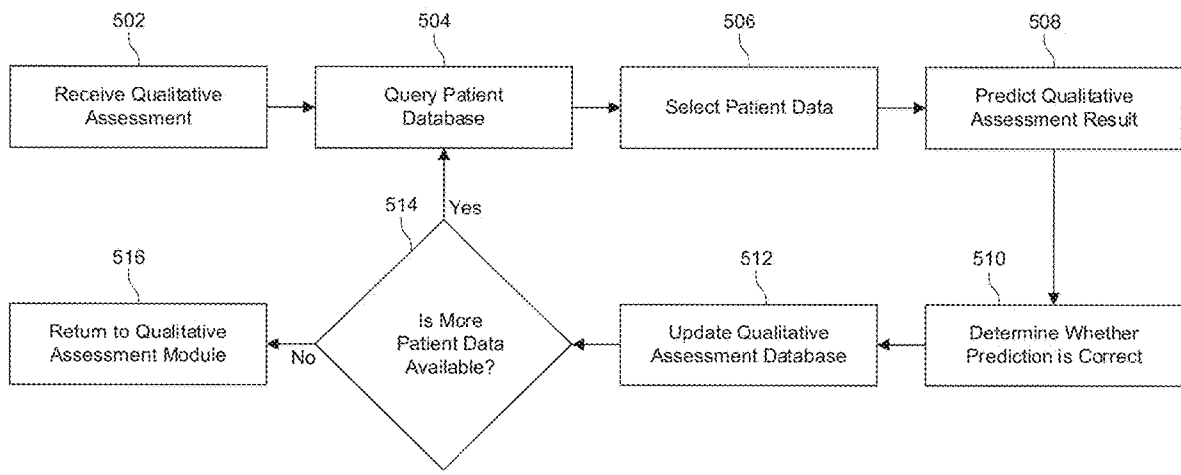 502
504
506
508
Receive Qualitative
Assessment
Query Patient
Database
Select Patient Data
Predict Qualitative
Assessment Result
514
Yes
516
512
510
Return to Qualitative
Assessment Module
No
Is More
Patient Data
Available?
Update Qualitative
Assessment Database
Determine Whether
Prediction is Correct